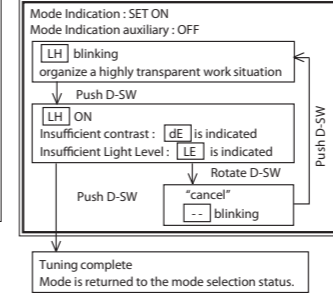 Mode Indication : SET ON
Mode Indication auxiliary : OFF
LH blinking
organize a highly transparent work situation
Push D-SW
LH ON
Insufficient contrast : dE is indicated
Insufficient Light Level : LE is indicated
Rotate D-SW
Push D-SW
"cancel"
-- blinking
Push D-SW
Tuning complete
Mode is returned to the mode selection status.